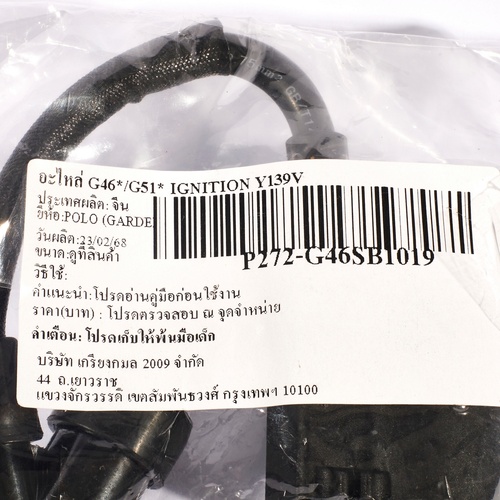 อะไหล่ G46*/G51* IGNITION Y139V
ประเทศผลิต: จีน
ยี่ห้อ:POLO (GARDE
วันผลิต:23/02/68
ขนาด:ดูที่สินค้า
P272-G46SB1019
วิธีใช้:
คำแนะนำ:โปรดอ่านคู่มือก่อนใช้งาน
ราคา(บาท) : โปรดตรวจสอบ ณ จุดจำหน่าย
คำเตือน: โปรดเก็บให้พ้นมือเด็ก
บริษัท เกรียงกมล 2009 จำกัด
44 ถ.เยาวราช
แขวงจักรวรรดิ เขตสัมพันธวงศ์ กรุงเทพฯ 10100